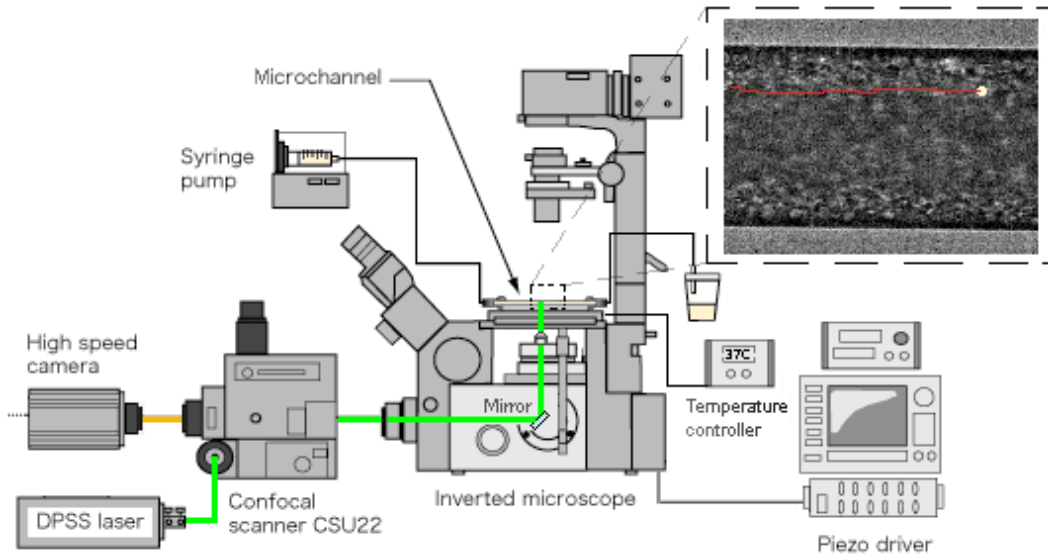 Microchannel
Syringe
pump
High speed
camera
37C
Temperature
controller
Mirror
DPSS laser
Confocal
scanner CSU22
Inverted microscope
Piezo driver